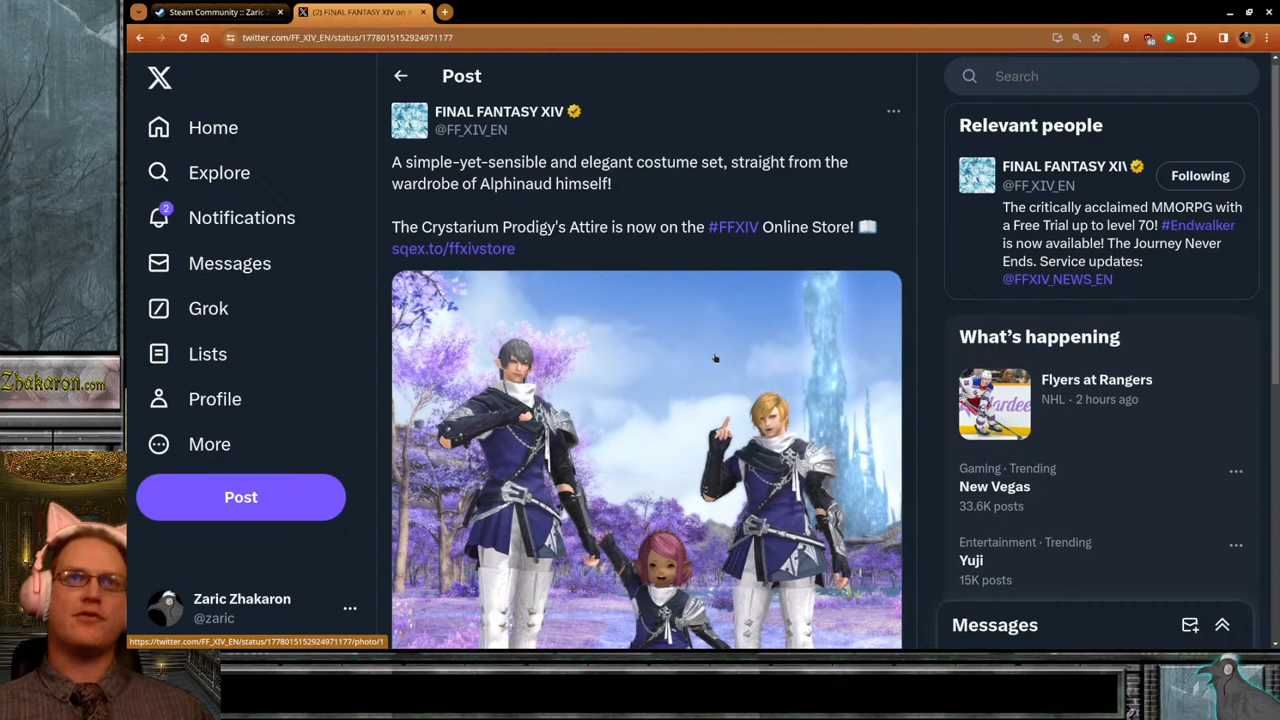 Steam Community :: Zaric
(2) FINAL FANTASY XIV on X
twitter.com/FF_XIV_EN/status/1778015152924971177
60
Home
Explore
2
Notifications
Messages
Grok
Lists
Profile
More
Post
Zaric Zhakaron
@zaric
https://twitter.com/FF_XIV_EN/status/1778015152924971177/photo/1
Zhakaron.com
Post
FINAL FANTASY XIV
@FF_XIV_EN
A simple-yet-sensible and elegant costume set, straight from the
wardrobe of Alphinaud himself!
The Crystarium Prodigy's Attire is now on the #FFXIV Online Store! 📖
sqex.to/ffxivstore
Search
Relevant people
FINAL FANTASY XIV
@FF_XIV_EN
Following
The critically acclaimed MMORPG with
a Free Trial up to level 70! #Endwalker
is now available! The Journey Never
Ends. Service updates:
@FFXIV_NEWS_EN
What's happening
Flyers at Rangers
NHL · 2 hours ago
Gaming · Trending
New Vegas
33.6K posts
Entertainment · Trending
Yuji
15K posts
Messages